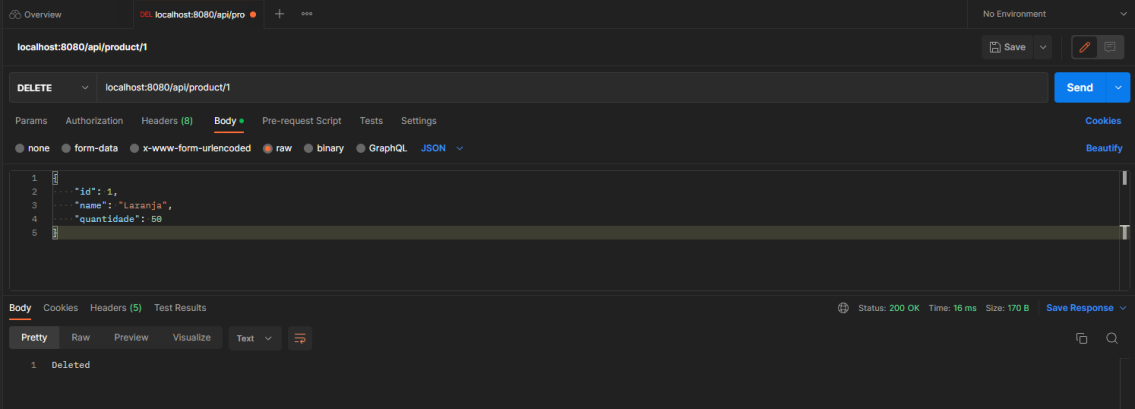 Overview
DEL localhost:8080/api/pro
No Environment
localhost:8080/api/product/1
Save
DELETE localhost:8080/api/product/1 Send
Params Authorization Headers (8) Body Pre-request Script Tests Settings Cookies
none form-data x-www-form-urlencoded raw binary GraphQL JSON Beautify
1 {
2 "id": 1,
3 "name": "Laranja",
4 "quantidade": 50
5 }
Body Cookies Headers (5) Test Results Status: 200 OK Time: 16 ms Size: 170 B Save Response
Pretty Raw Preview Visualize Text
1 Deleted